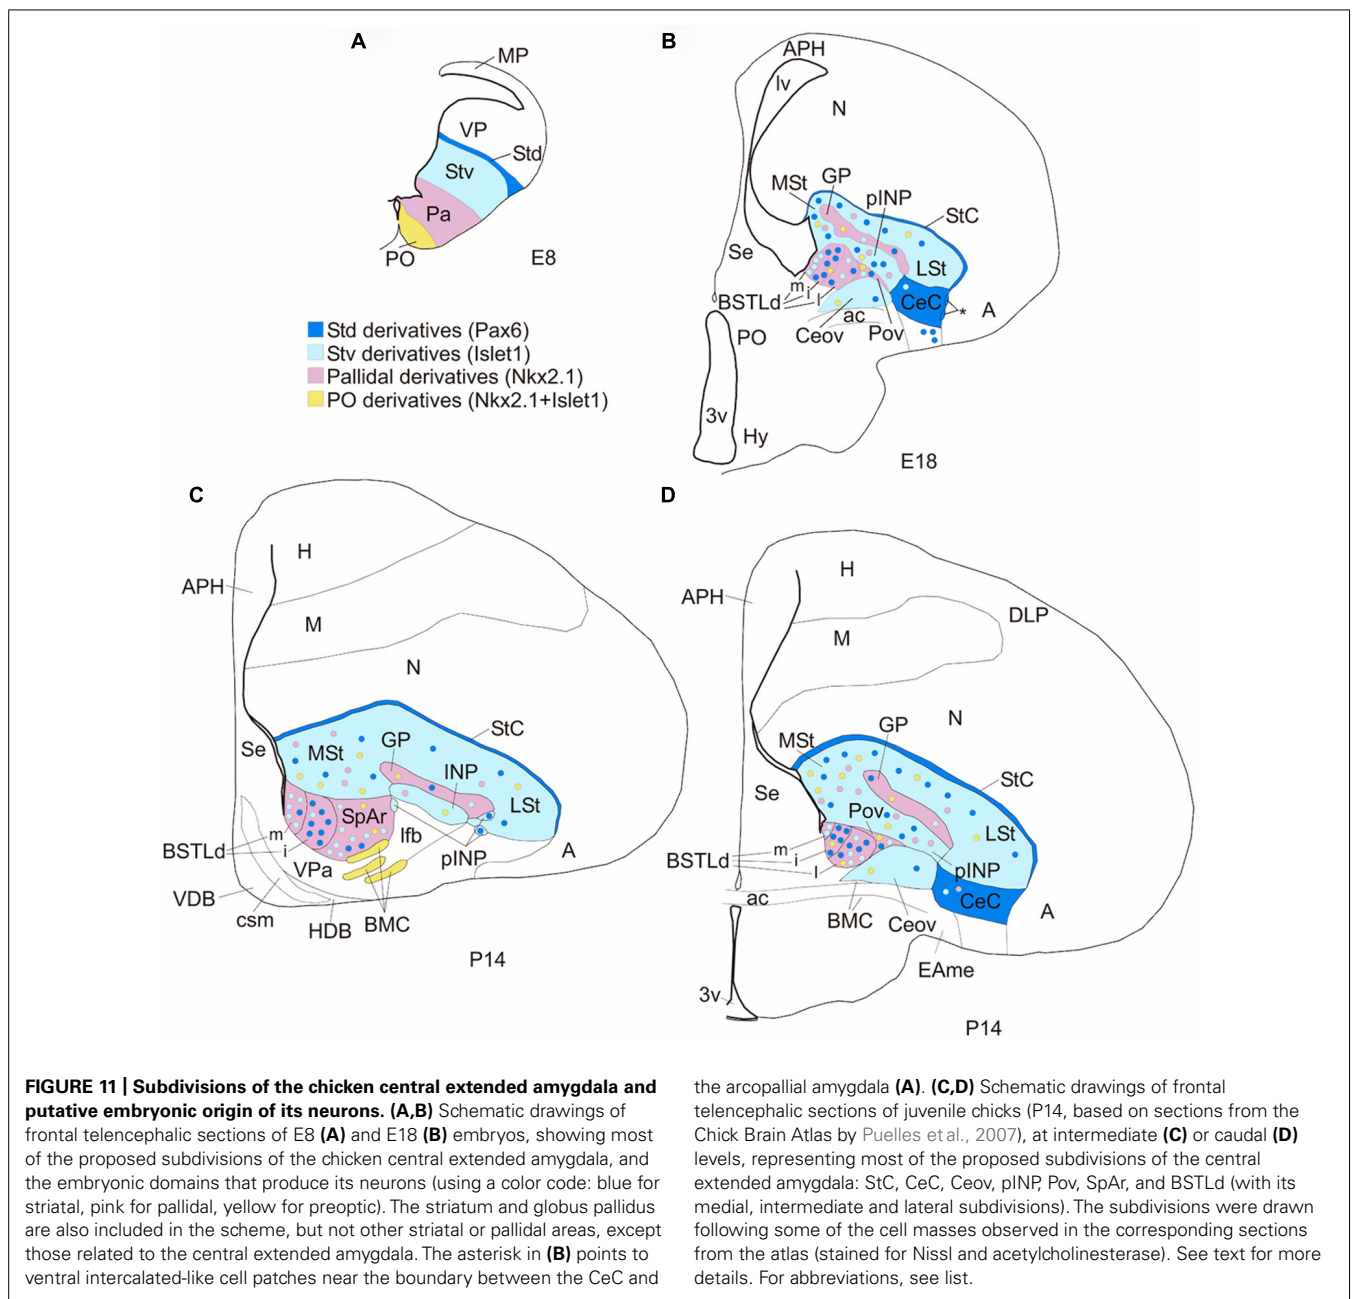 A
MP
VP
Std
Stv
Pa
PO
E8
Std derivatives (Pax6)
Stv derivatives (Islet1)
Pallidal derivatives (Nkx2.1)
PO derivatives (Nkx2.1+Islet1)
B
APH
lv
N
MSt
GP
pINP
StC
Se
LSt
CeC
m
i
l
BSTLd
* A
ac
PO
Ceov
Pov
3v
Hy
E18
C
H
APH
M
N
StC
Se
MSt
GP
INP
LSt
SpAr
lfb
m
BSTLd
i
pINP
A
VPa
VDB
csm
HDB
BMC
P14
D
H
APH
DLP
M
N
GP
MSt
StC
Se
Pov
LSt
m
BSTLd
i
l
pINP
CeC
ac
A
BMC
Ceov
EAme
3v
P14
FIGURE 11 | Subdivisions of the chicken central extended amygdala and
putative embryonic origin of its neurons. (A,B) Schematic drawings of
frontal telencephalic sections of E8 (A) and E18 (B) embryos, showing most
of the proposed subdivisions of the chicken central extended amygdala, and
the embryonic domains that produce its neurons (using a color code: blue for
striatal, pink for pallidal, yellow for preoptic). The striatum and globus pallidus
are also included in the scheme, but not other striatal or pallidal areas, except
those related to the central extended amygdala. The asterisk in (B) points to
ventral intercalated-like cell patches near the boundary between the CeC and
the arcopallial amygdala (A). (C,D) Schematic drawings of frontal
telencephalic sections of juvenile chicks (P14, based on sections from the
Chick Brain Atlas by Puelles et al., 2007), at intermediate (C) or caudal (D)
levels, representing most of the proposed subdivisions of the central
extended amygdala: StC, CeC, Ceov, pINP, Pov, SpAr, and BSTLd (with its
medial, intermediate and lateral subdivisions). The subdivisions were drawn
following some of the cell masses observed in the corresponding sections
from the atlas (stained for Nissl and acetylcholinesterase). See text for more
details. For abbreviations, see list.